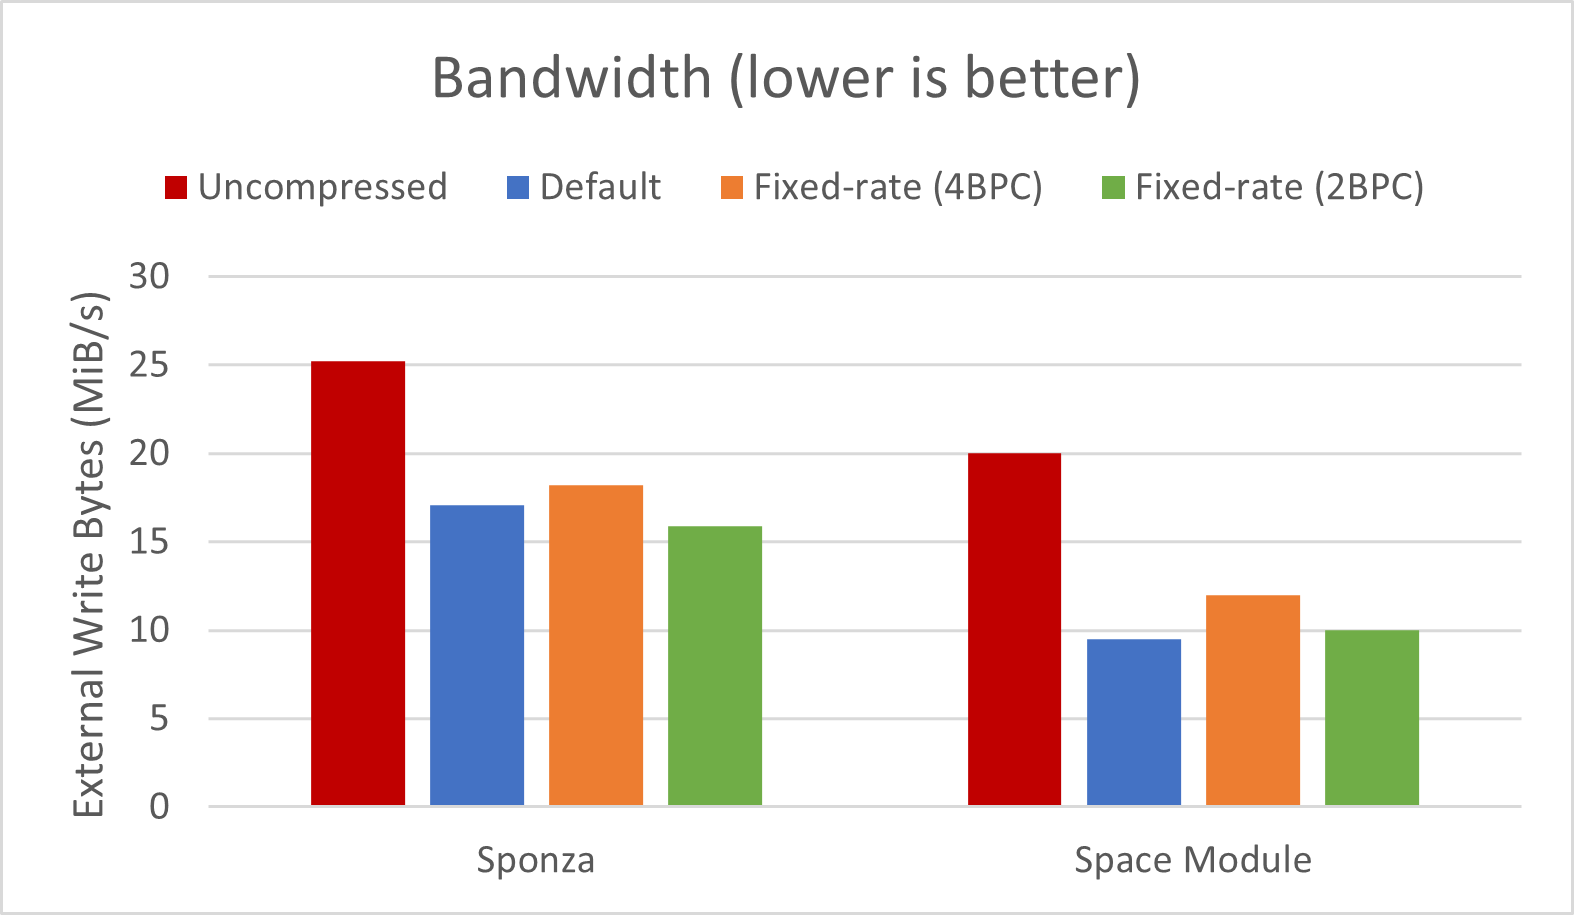 Bandwidth (lower is better)
Uncompressed Default Fixed-rate (4BPC) Fixed-rate (2BPC)
External Write Bytes (MiB/s)
30
25
20
15
10
5
0
Sponza Space Module